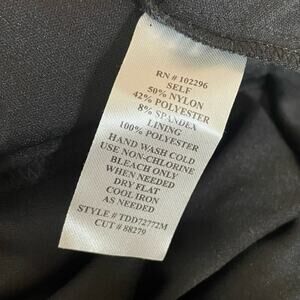 RN # 102296
SELF
50% NYLON
42% POLYESTER
8% SPANDEX
LINING
100% POLYESTER
HAND WASH COLD
USE NON-CHLORINE
BLEACH ONLY
WHEN NEEDED
DRY FLAT
COOL IRON
AS NEEDED
STYLE # TDD72772M
CUT # 88279